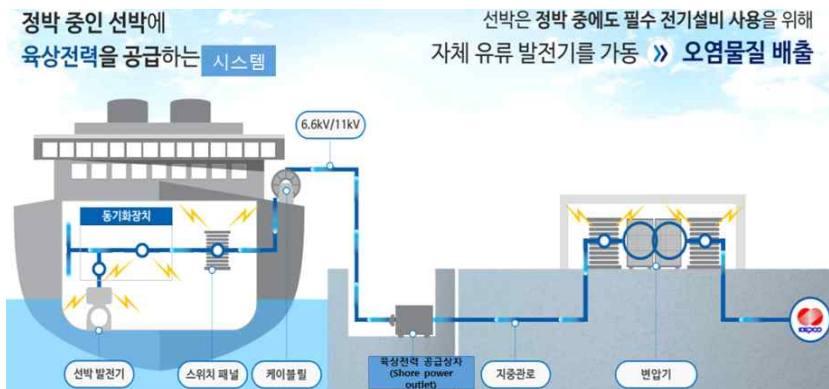 정박 중인 선박에
육상전력을 공급하는 시스템
선박은 정박 중에도 필수 전기설비 사용을 위해
자체 유류 발전기를 가동 》 오염물질 배출
6.6kV/11kV
동기화장치
선박 발전기
스위치 패널
케이블릴
육상전력 공급상자
(Shore power
outlet)
지중관로
변압기
KEPCO